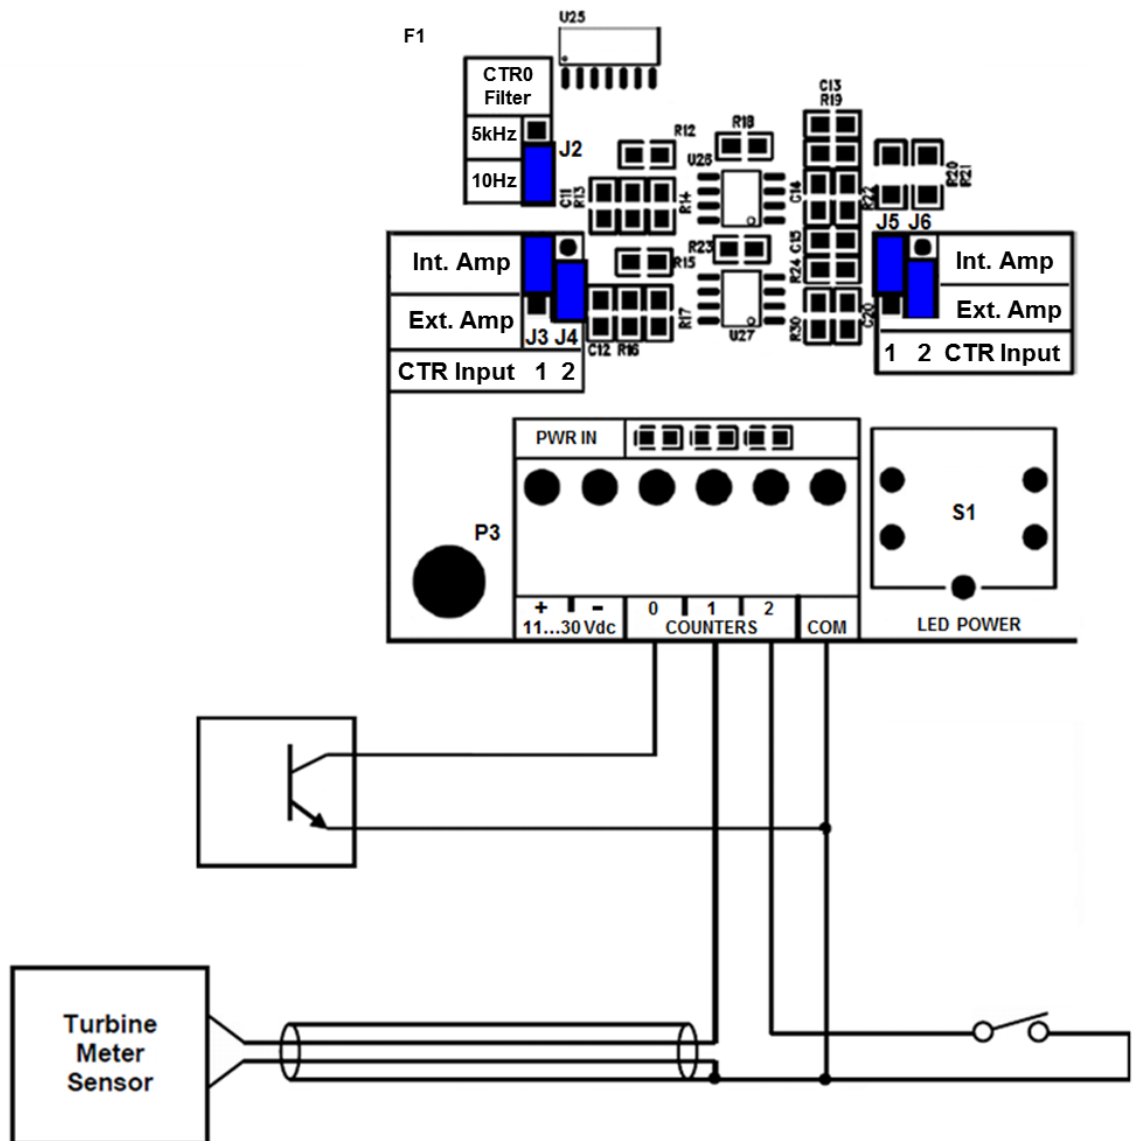 U25
F1
CTR0
Filter
5kHz
J2
10Hz
C11
R13
R12
R14
R18
U26
C13
R19
C14
R22
R20
R21
J5 J6
Int. Amp
Ext. Amp
J3 J4
CTR Input 1 2
R15
R23
C15
R24
R17
C12 R16
U27
R30
C20
Int. Amp
Ext. Amp
1 2 CTR Input
PWR IN
P3
S1
+ - 0 1 2
11...30 Vdc COUNTERS COM
LED POWER
Turbine
Meter
Sensor